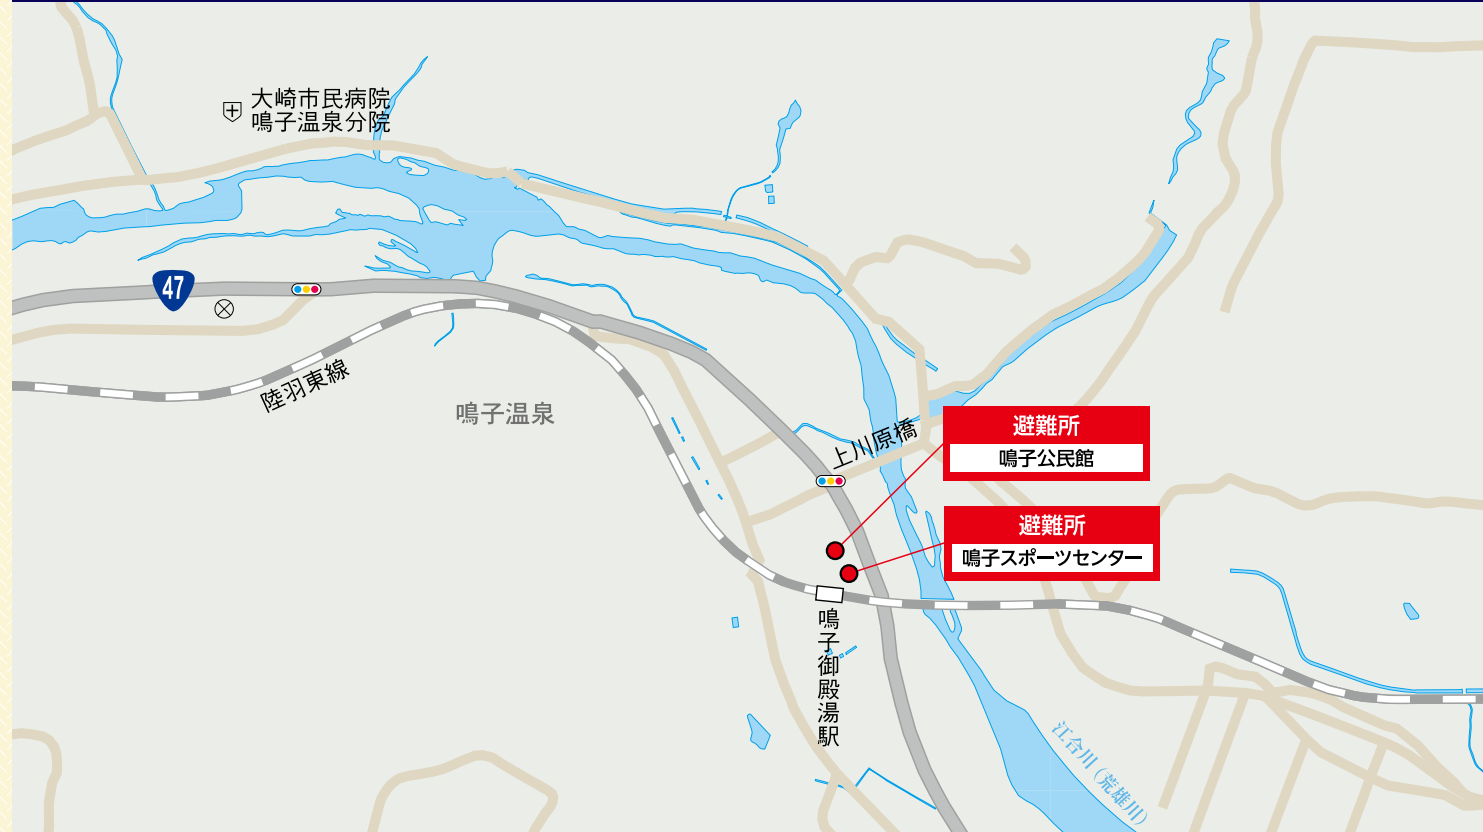 大崎市民病院
鳴子温泉分院
47
陸羽東線
鳴子温泉
上川原橋
避難所
鳴子公民館
避難所
鳴子スポーツセンター
鳴子御殿湯駅
江合川(荒雄川)